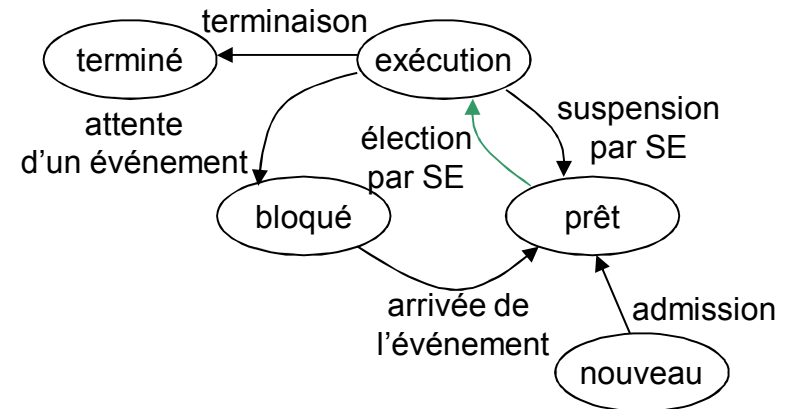 terminaison
terminé
exécution
attente
d'un événement
élection
par SE
suspension
par SE
bloqué
prêt
arrivée de
l'événement
admission
nouveau